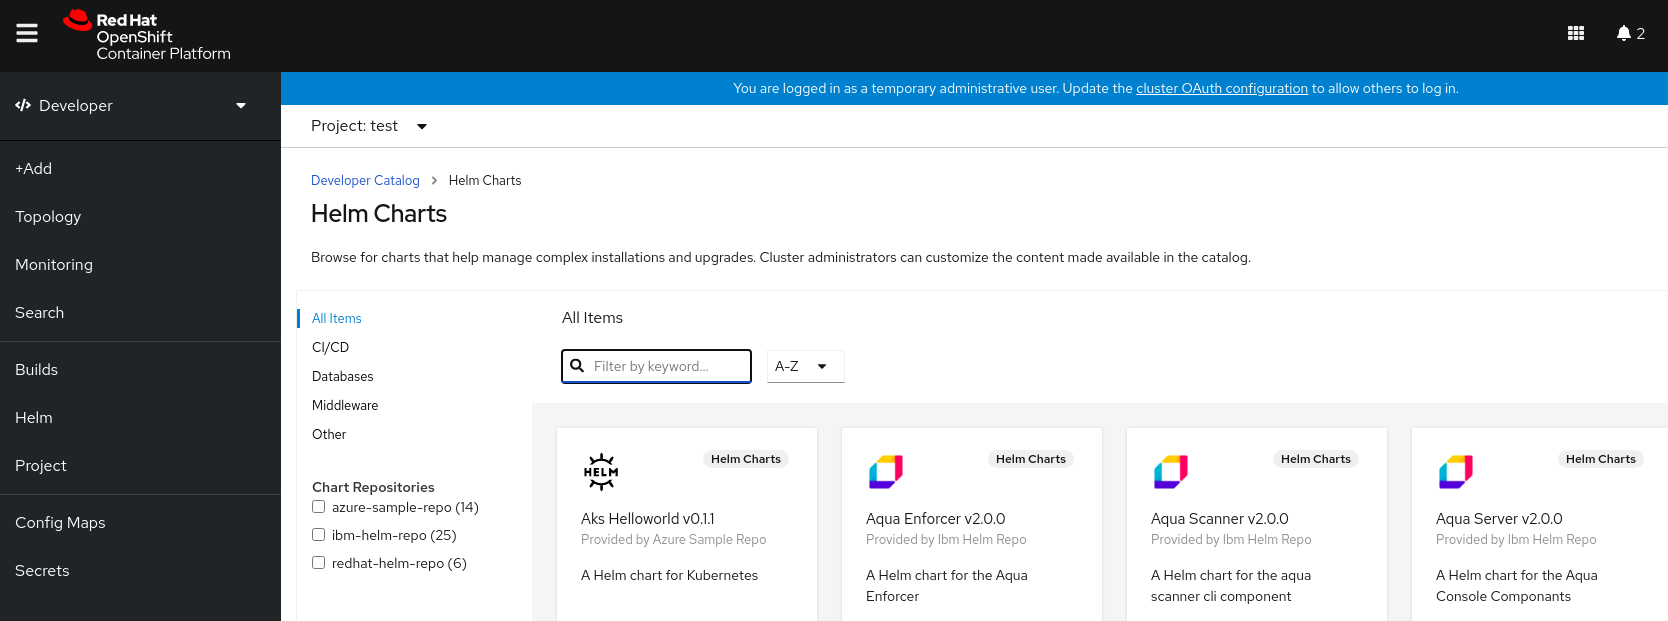 Red Hat
OpenShift
Container Platform
2
Developer
You are logged in as a temporary administrative user. Update the cluster OAuth configuration to allow others to log in.
Project: test
+Add
Topology
Monitoring
Search
Builds
Helm
Project
Config Maps
Secrets
Developer Catalog > Helm Charts
Helm Charts
Browse for charts that help manage complex installations and upgrades. Cluster administrators can customize the content made available in the catalog.
All Items
CI/CD
Databases
Middleware
Other
Chart Repositories
azure-sample-repo (14)
ibm-helm-repo (25)
redhat-helm-repo (6)
All Items
Filter by keyword...
A-Z
HELM
Helm Charts
Aks Helloworld v0.1.1
Provided by Azure Sample Repo
A Helm chart for Kubernetes
Helm Charts
Aqua Enforcer v2.0.0
Provided by Ibm Helm Repo
A Helm chart for the Aqua
Enforcer
Helm Charts
Aqua Scanner v2.0.0
Provided by Ibm Helm Repo
A Helm chart for the aqua
scanner cli component
Helm Charts
Aqua Server v2.0.0
Provided by Ibm Helm Repo
A Helm chart for the Aqua
Console Componants